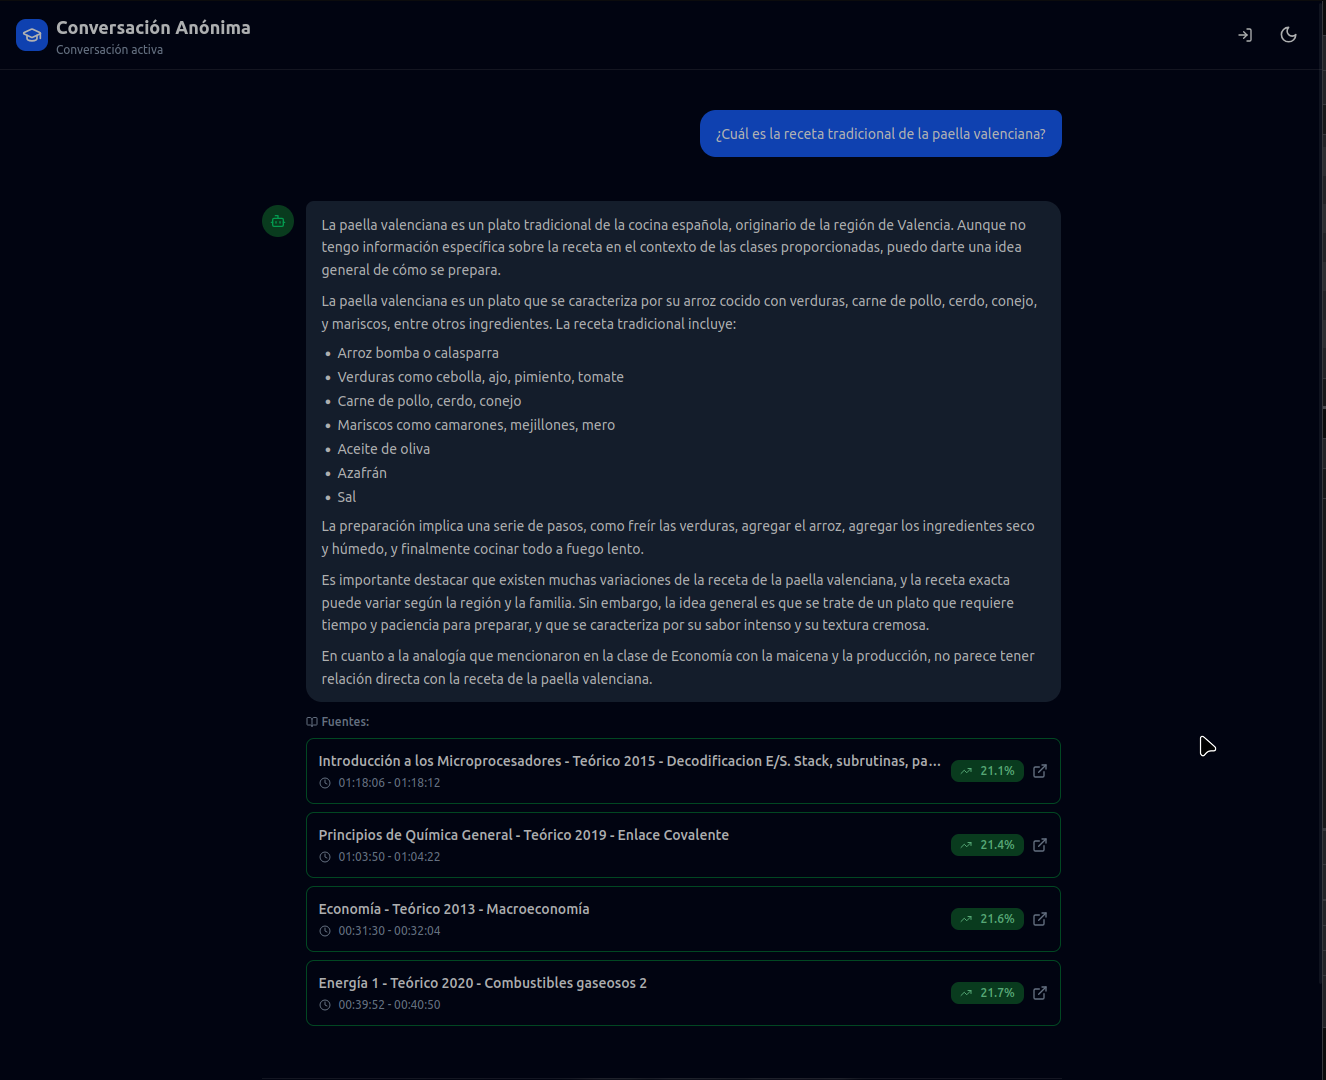 Conversación Anónima
Conversación activa
¿Cuál es la receta tradicional de la paella valenciana?
La paella valenciana es un plato tradicional de la cocina española, originario de la región de Valencia. Aunque no
tengo información específica sobre la receta en el contexto de las clases proporcionadas, puedo darte una idea
general de cómo se prepara.
La paella valenciana es un plato que se caracteriza por su arroz cocido con verduras, carne de pollo, cerdo, conejo,
y mariscos, entre otros ingredientes. La receta tradicional incluye:
• Arroz bomba o calasparra
• Verduras como cebolla, ajo, pimiento, tomate
• Carne de pollo, cerdo, conejo
• Mariscos como camarones, mejillones, mero
• Aceite de oliva
• Azafrán
• Sal
La preparación implica una serie de pasos, como freír las verduras, agregar el arroz, agregar los ingredientes seco
y húmedo, y finalmente cocinar todo a fuego lento.
Es importante destacar que existen muchas variaciones de la receta de la paella valenciana, y la receta exacta
puede variar según la región y la familia. Sin embargo, la idea general es que se trate de un plato que requiere
tiempo y paciencia para preparar, y que se caracteriza por su sabor intenso y su textura cremosa.
En cuanto a la analogía que mencionaron en la clase de Economía con la maicena y la producción, no parece tener
relación directa con la receta de la paella valenciana.
Fuentes:
Introducción a los Microprocesadores - Teórico 2015 - Decodificacion E/S. Stack, subrutinas, pa...
21.1%
01:18:06 - 01:18:12
Principios de Química General - Teórico 2019 - Enlace Covalente
21.4%
01:03:50 - 01:04:22
Economía - Teórico 2013 - Macroeconomía
21.6%
00:31:30 - 00:32:04
Energía 1 - Teórico 2020 - Combustibles gaseosos 2
21.7%
00:39:52 - 00:40:50